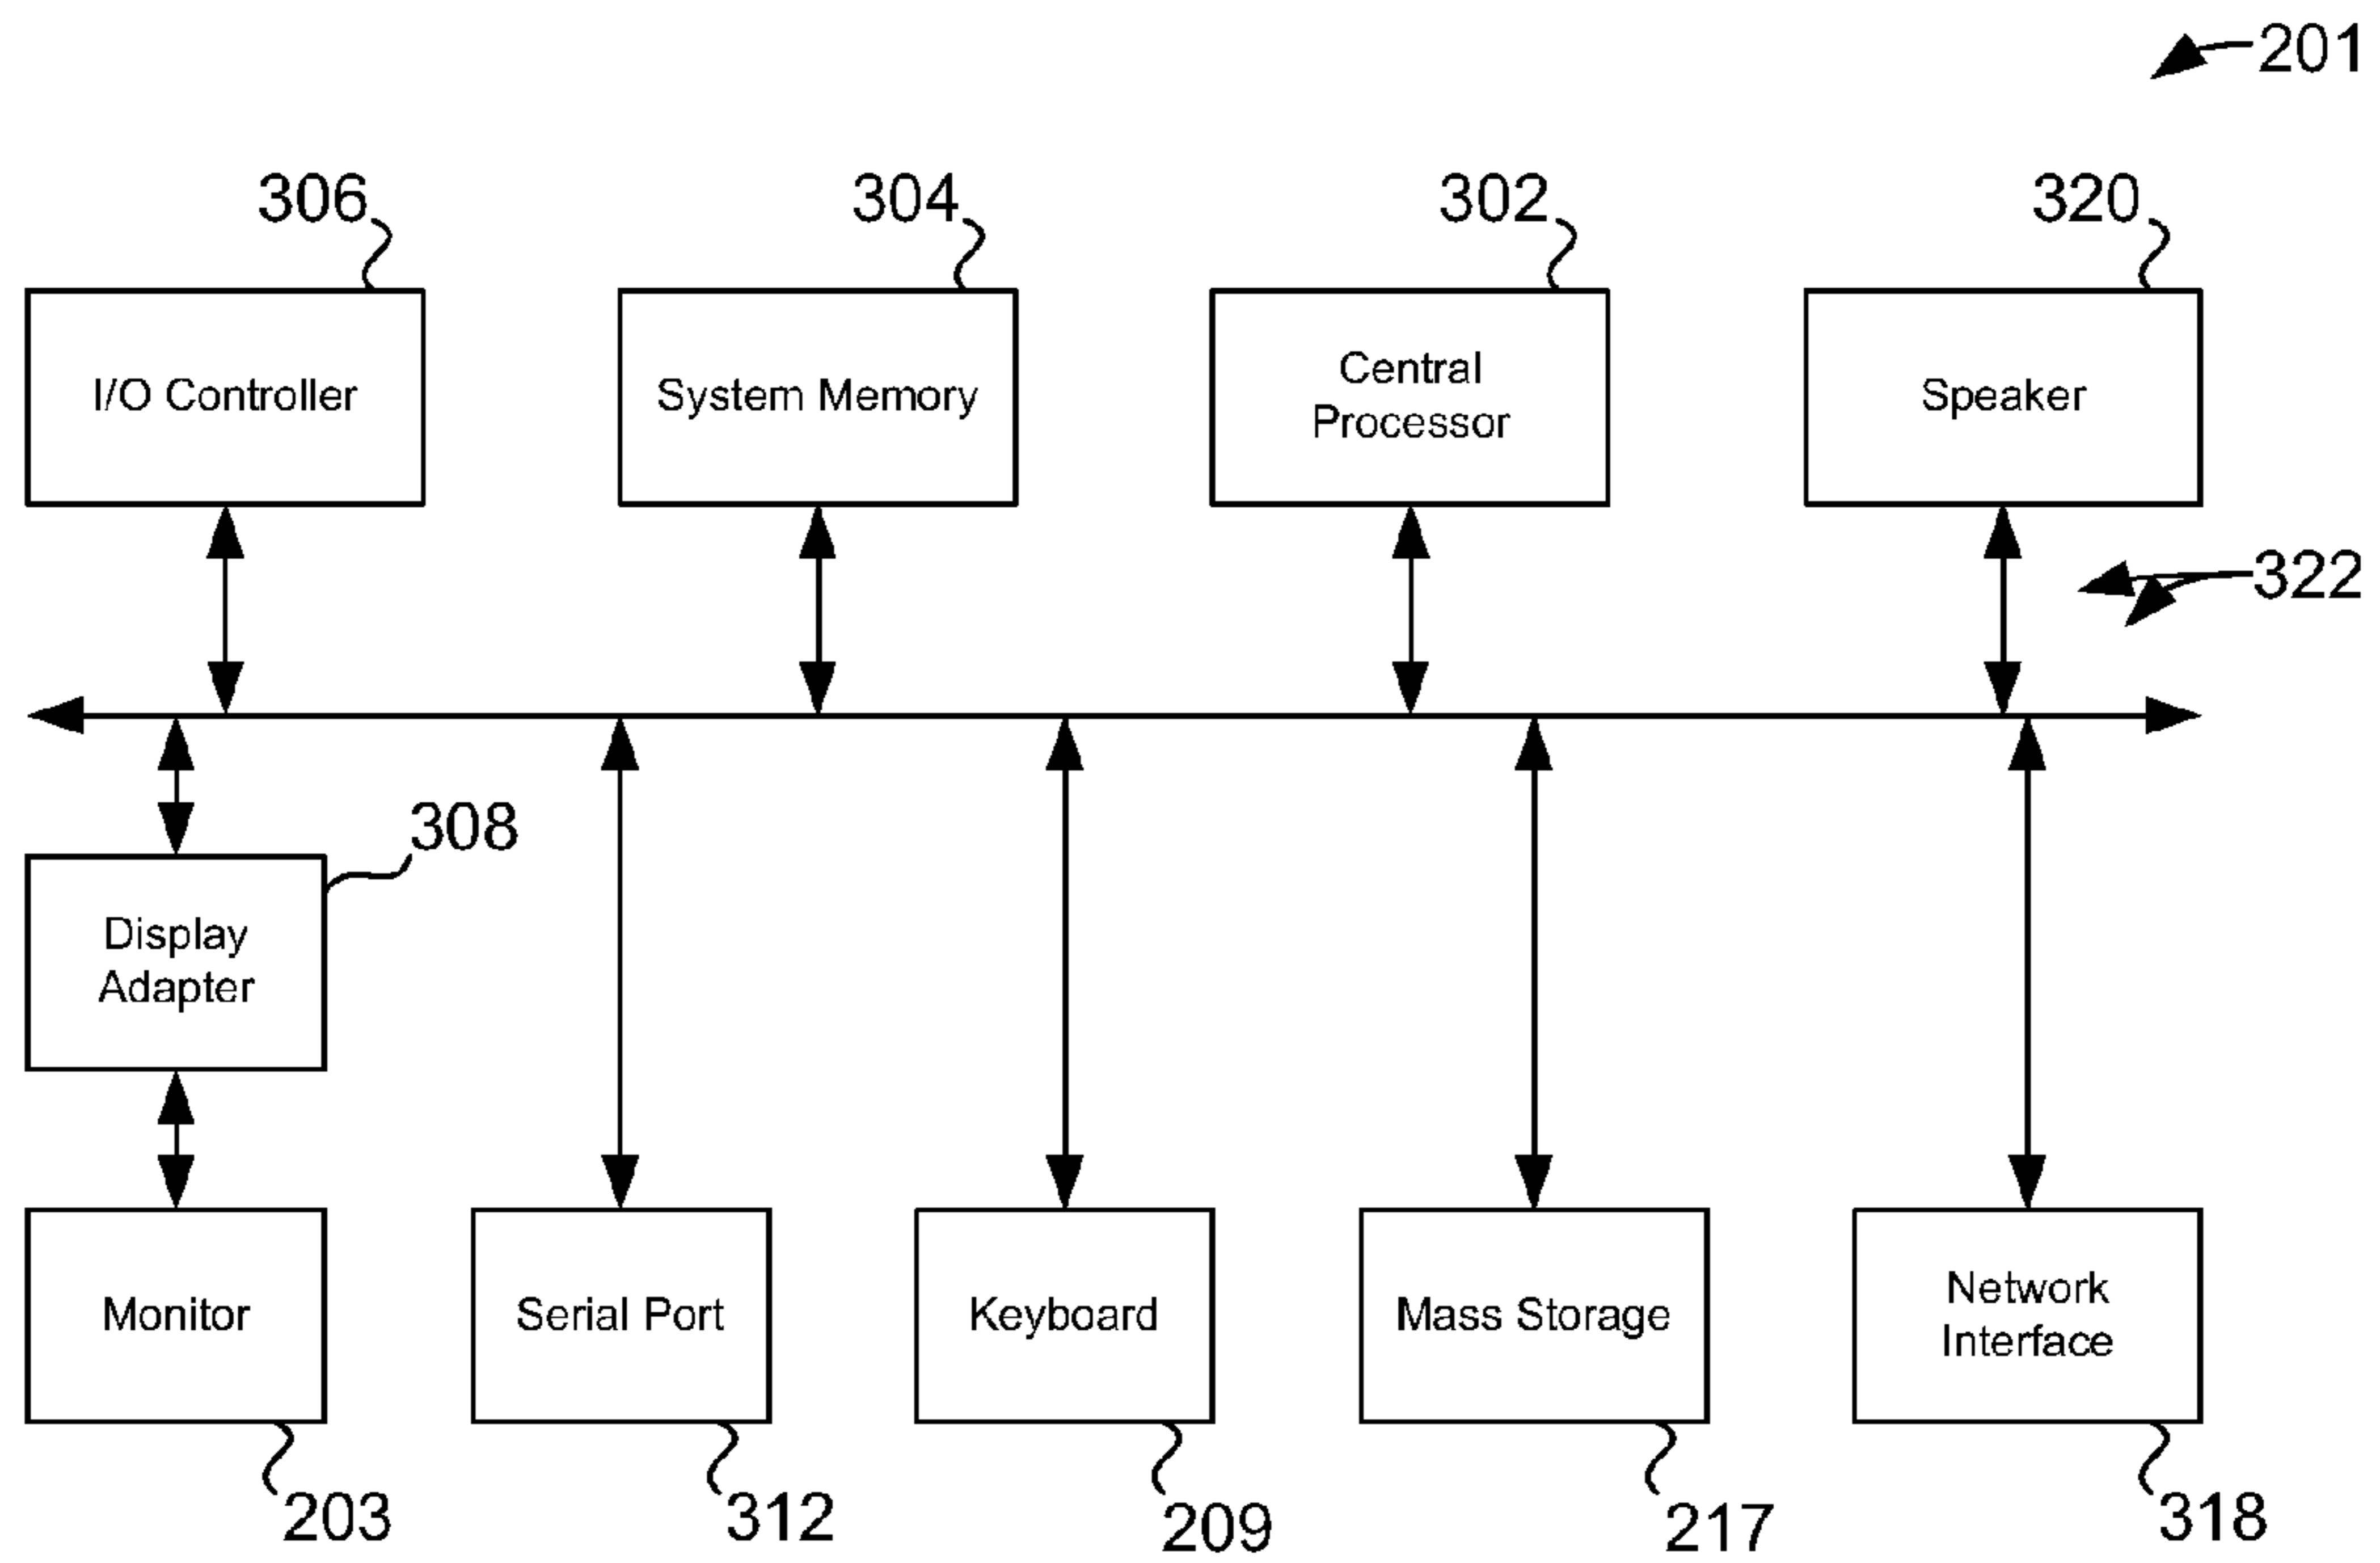 201
306
304
302
320
I/O Controller
System Memory
Central
Processor
Speaker
322
308
Display
Adapter
Monitor
Serial Port
Keyboard
Mass Storage
Network
Interface
203
312
209
217
318